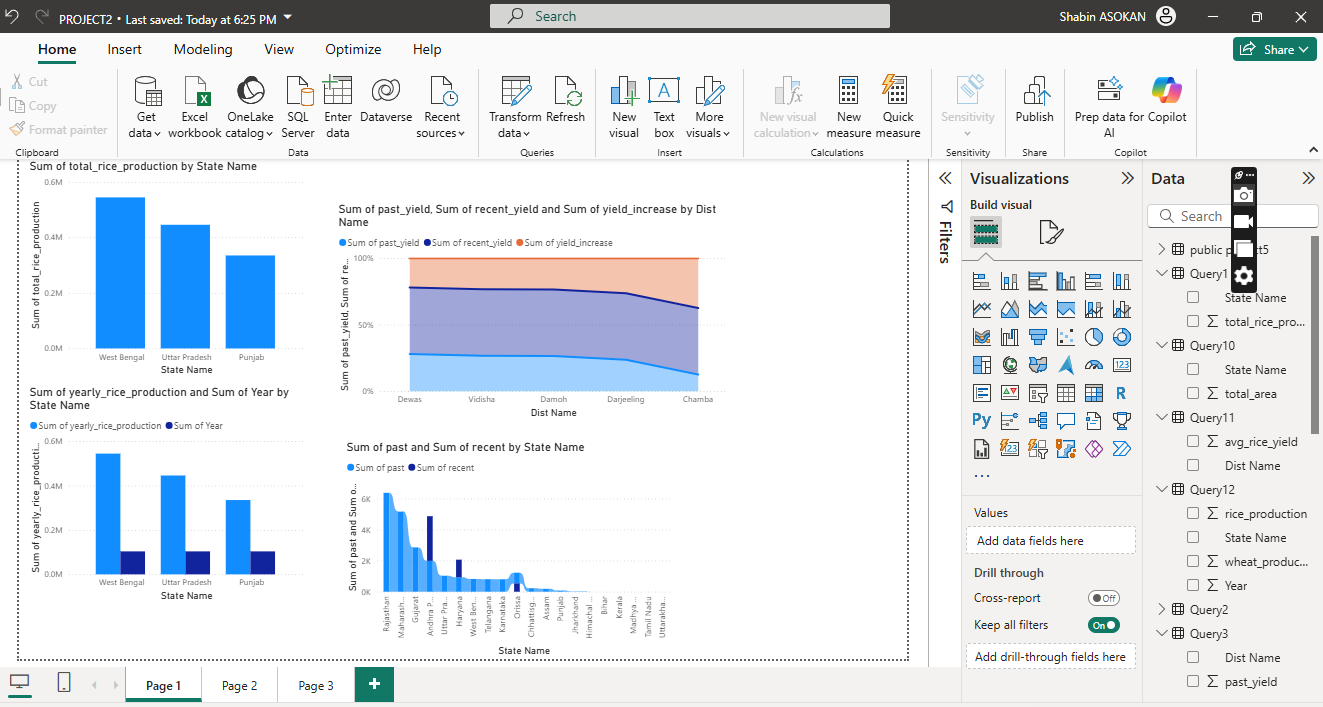 PROJECT2 • Last saved: Today at 6:25 PM
Search
Shabin ASOKAN
Home Insert Modeling View Optimize Help
Share
Cut
Copy
Format painter
Clipboard
Get data
Excel workbook
OneLake catalog
SQL Server
Enter data
Dataverse
Recent sources
Data
Transform data
Refresh
Queries
New visual
Text box
More visuals
Insert
New visual calculation
New measure
Quick measure
Calculations
Sensitivity
Sensitivity
Publish
Share
Prep data for AI
Copilot
Copilot
Sum of total_rice_production by State Name
Sum of total_rice_production
0.6M
0.4M
0.2M
0.0M
West Bengal Uttar Pradesh Punjab
State Name
Sum of yearly_rice_production and Sum of Year by
State Name
Sum of yearly_rice_production Sum of Year
Sum of yearly_rice_producti...
0.6M
0.4M
0.2M
0.0M
West Bengal Uttar Pradesh Punjab
State Name
Sum of past_yield, Sum of recent_yield and Sum of yield_increase by Dist
Name
Sum of past_yield Sum of recent_yield Sum of yield_increase
Sum of past_yield, Sum of re...
100%
50%
0%
Dewas Vidisha Damoh Darjeeling Chamba
Dist Name
Sum of past and Sum of recent by State Name
Sum of past Sum of recent
Sum of past and Sum o...
6K
4K
2K
0K
Rajasthan
Maharash...
Gujarat
Andhra P...
Uttar Pra...
Haryana
West Ben...
Telangana
Karnataka
Orissa
Chhattisg...
Assam
Punjab
Jharkhand
Himachal ...
Bihar
Kerala
Madhya ...
Tamil Nadu
Uttarakha...
State Name
Filters
Visualizations
Build visual
R
Py
123
...
Values
Add data fields here
Drill through
Cross-report
Off
Keep all filters
On
Add drill-through fields here
Data
Search
Query1
State Name
total_rice_pro...
Query10
State Name
total_area
Query11
avg_rice_yield
Dist Name
Query12
rice_production
State Name
wheat_produc...
Year
Query2
Query3
Dist Name
past_yield
Page 1 Page 2 Page 3